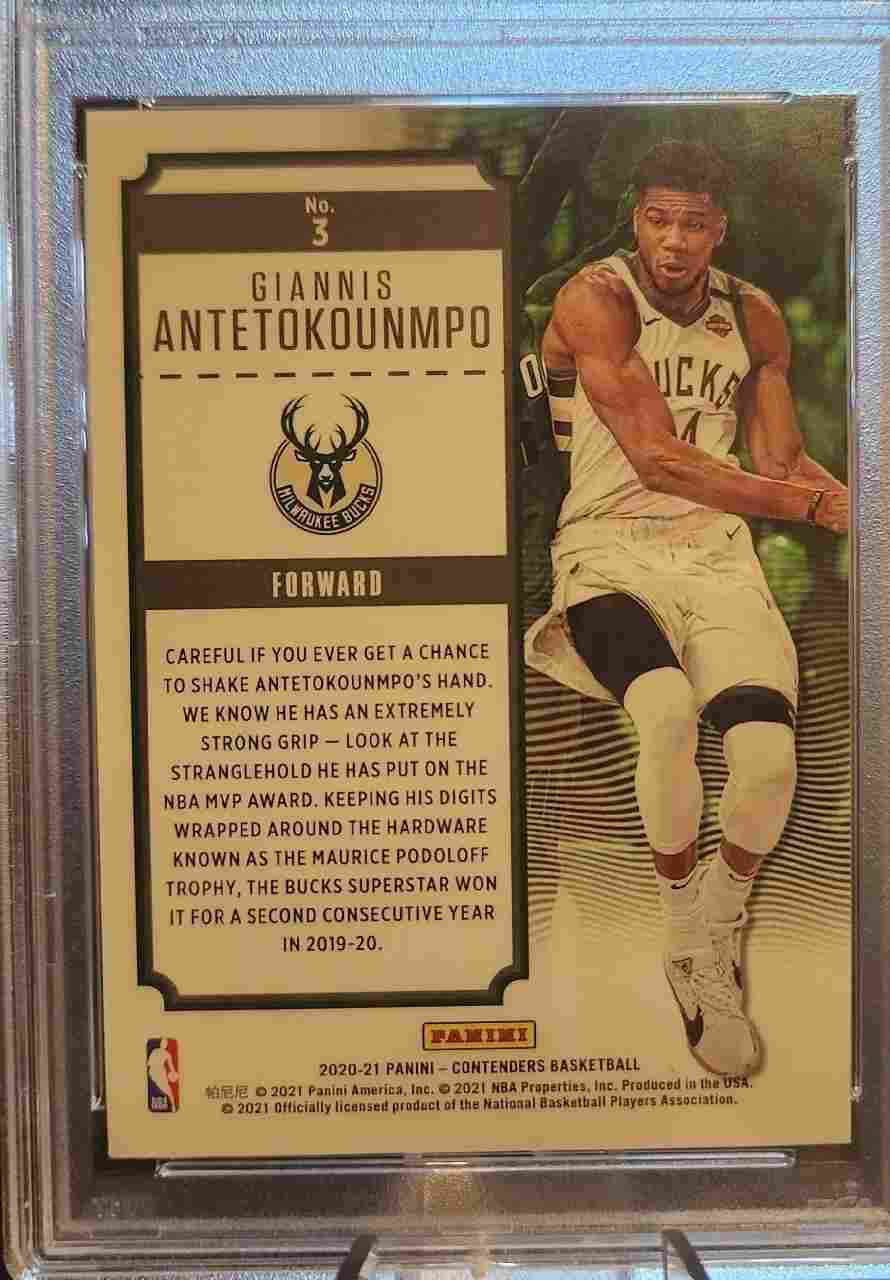 No.
3
GIANNIS
ANTETOKOUNMPO
MILWAUKEE BUCKS
FORWARD
CAREFUL IF YOU EVER GET A CHANCE
TO SHAKE ANTETOKOUNMPO'S HAND.
WE KNOW HE HAS AN EXTREMELY
STRONG GRIP — LOOK AT THE
STRANGLEHOLD HE HAS PUT ON THE
NBA MVP AWARD. KEEPING HIS DIGITS
WRAPPED AROUND THE HARDWARE
KNOWN AS THE MAURICE PODOLOFF
TROPHY, THE BUCKS SUPERSTAR WON
IT FOR A SECOND CONSECUTIVE YEAR
IN 2019-20.
UCKS
4
PANINI
2020-21 PANINI – CONTENDERS BASKETBALL
帕尼尼 © 2021 Panini America, Inc. © 2021 NBA Properties, Inc. Produced in the USA.
© 2021 Officially licensed product of the National Basketball Players Association.
NBA